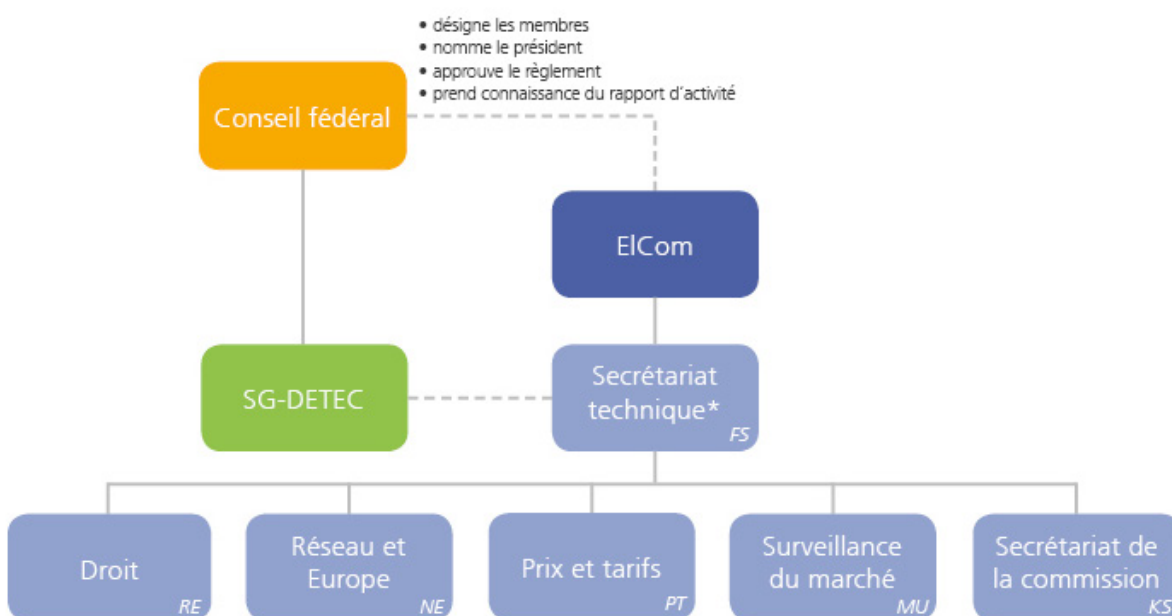 • désigne les membres
• nomme le président
• approuve le règlement
• prend connaissance du rapport d'activité
Conseil fédéral
ElCom
SG-DETEC
Secrétariat
technique*
FS
Droit
RE
Réseau et
Europe
NE
Prix et tarifs
PT
Surveillance
du marché
MU
Secrétariat de
la commission
KS